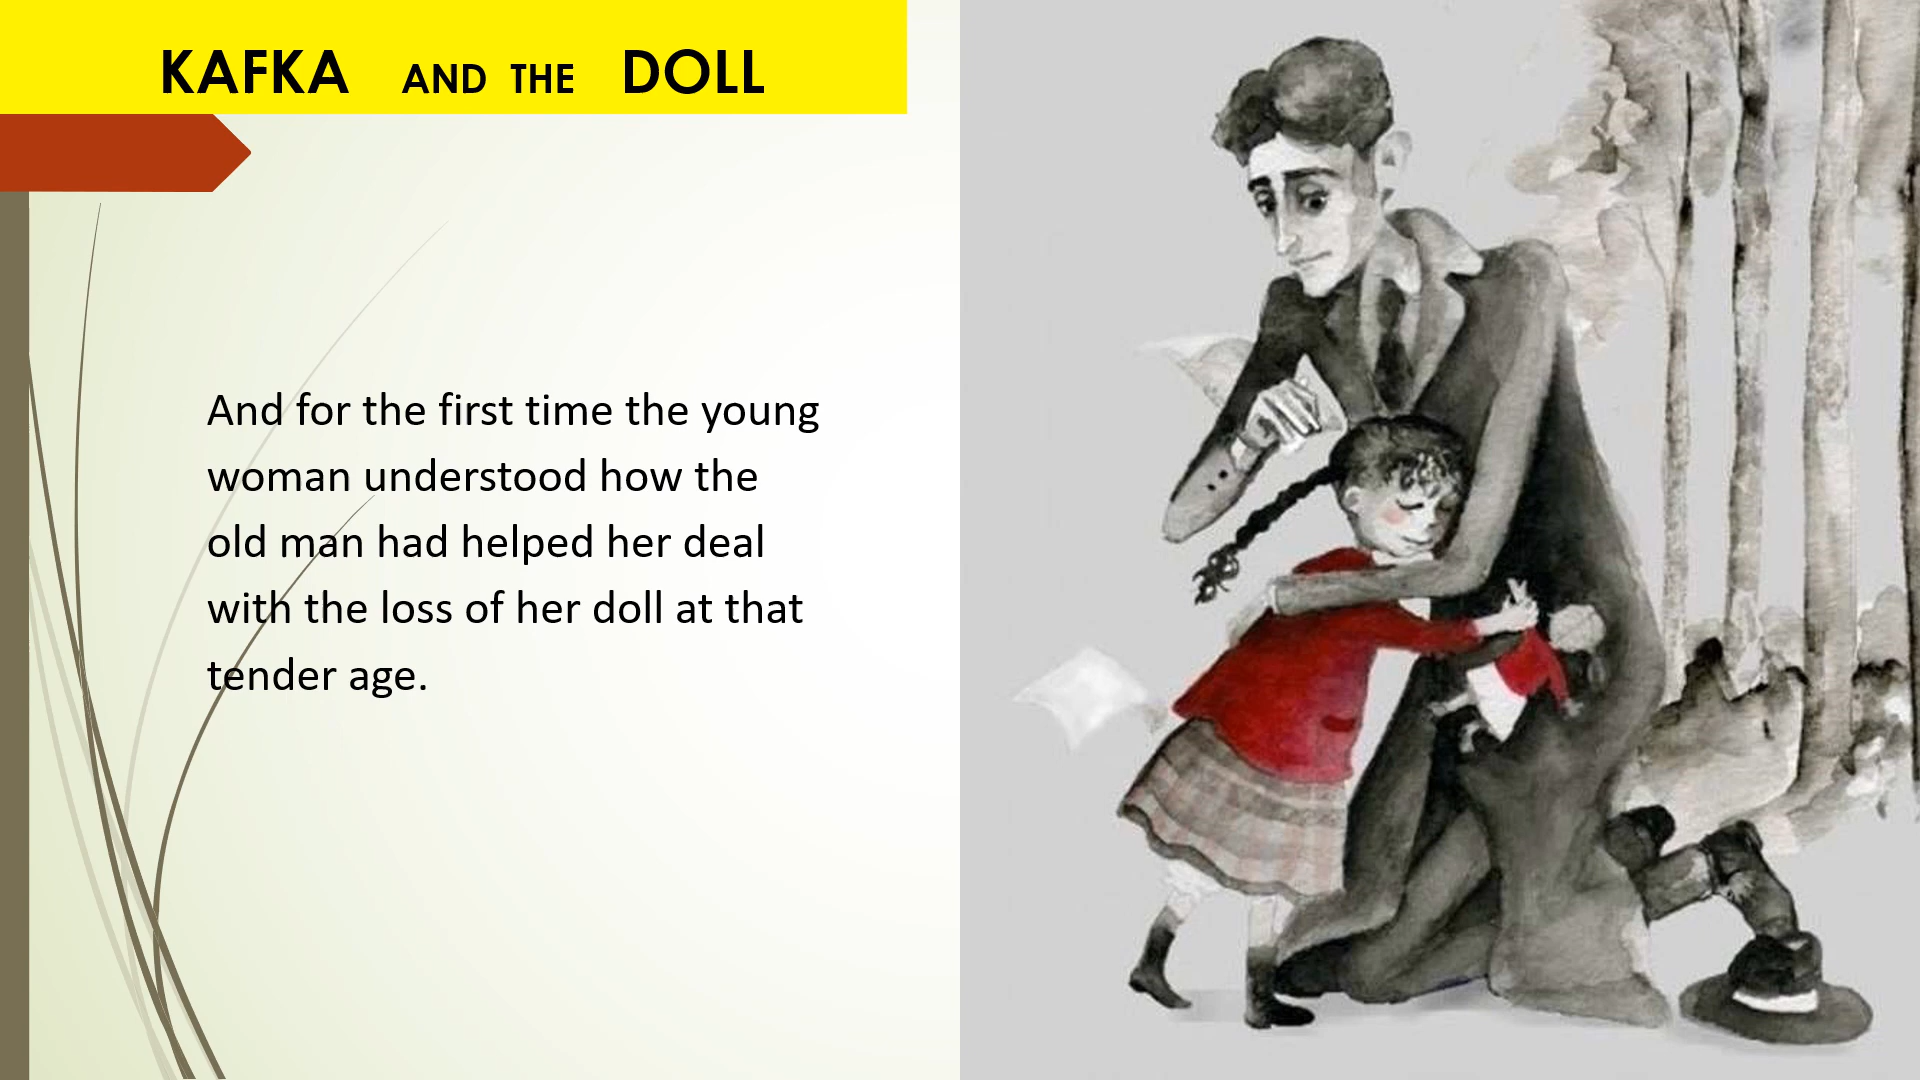 KAFKA AND THE DOLL
And for the first time the young
woman understood how the
old man had helped her deal
with the loss of her doll at that
tender age.